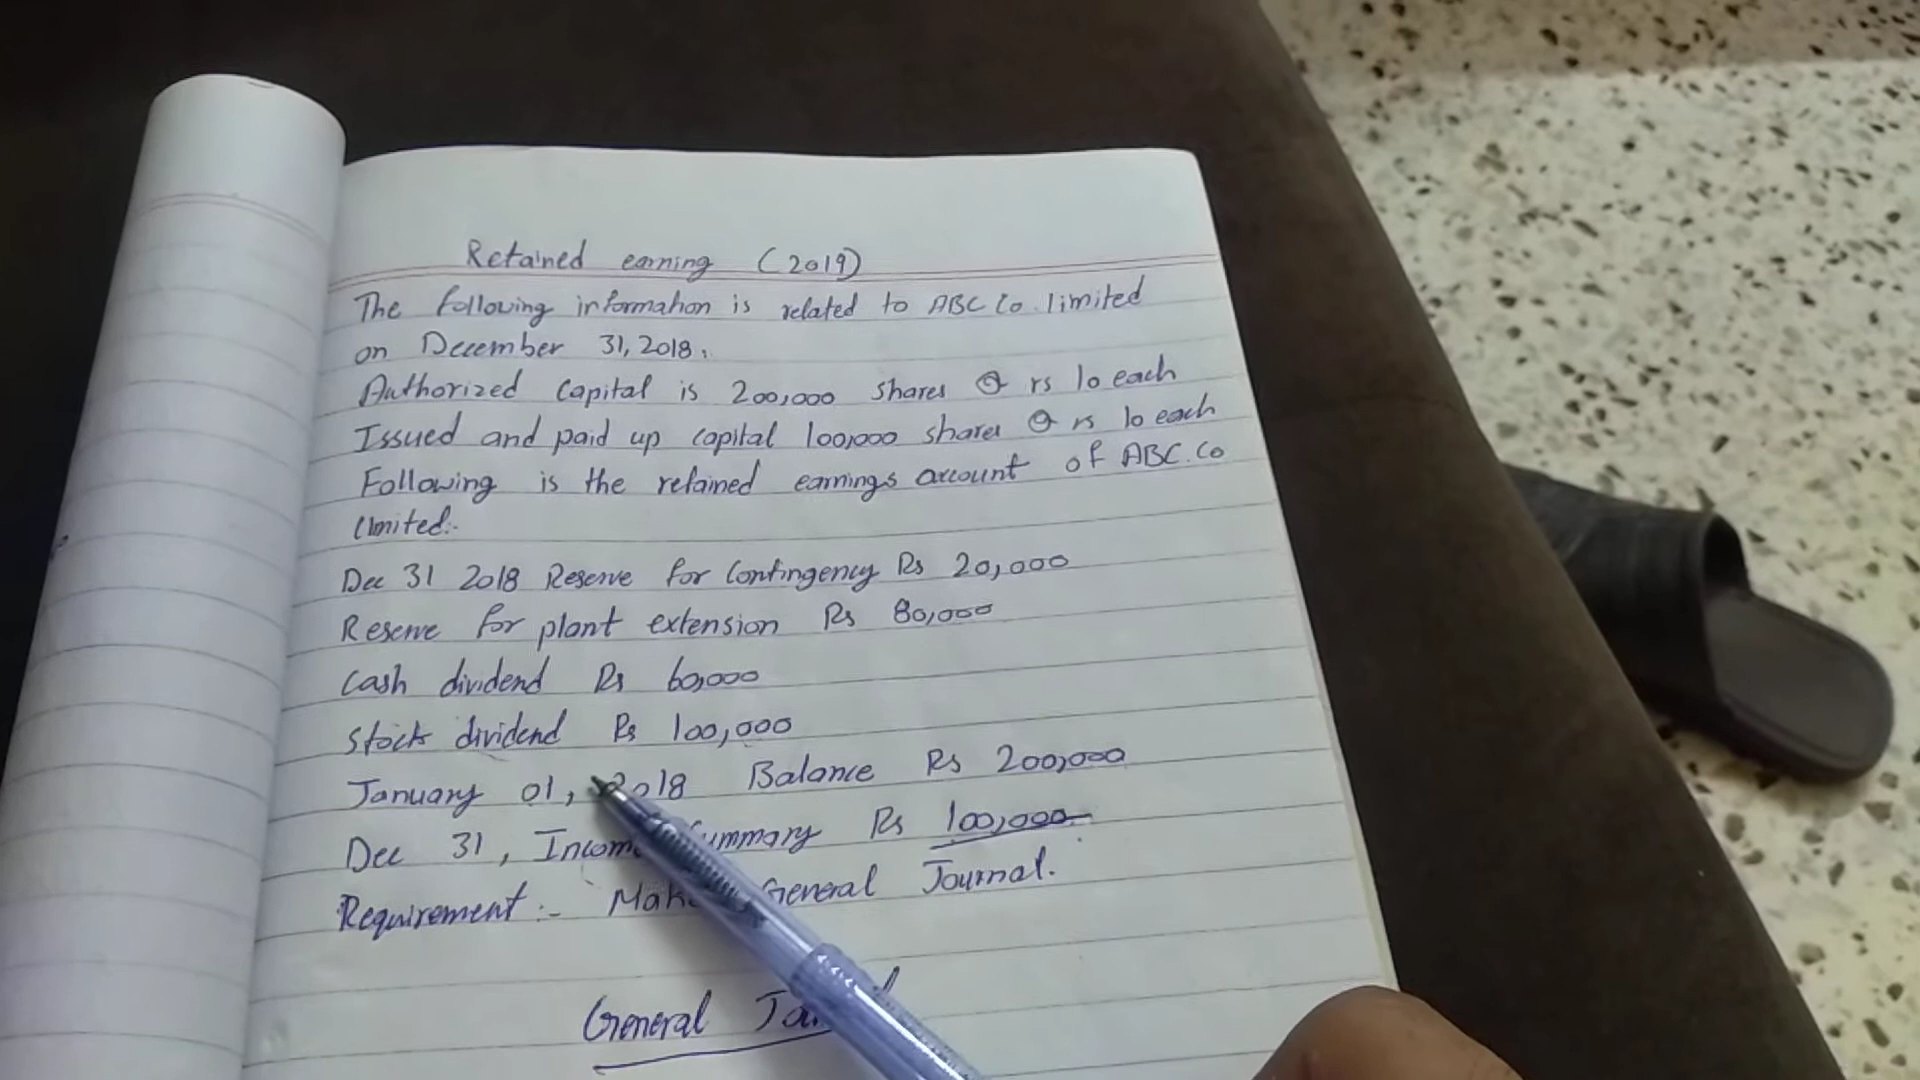 Retained earning (2019)
The following information is related to ABC Co. limited
on December 31, 2018.
Authorized capital is 200,000 shares @ rs 10 each
Issued and paid up capital 100,000 shares @ rs 10 each
Following is the retained earnings account of ABC. Co
limited:-
Dec 31 2018 Reserve for contingency Rs 20,000
Reserve for plant extension Rs 80,000
Cash dividend Rs 60,000
Stock dividend Rs 100,000
January 01, 2018 Balance Rs 200,000
Dec 31, Income Summary Rs 100,000
Requirement:- Make General Journal.
General